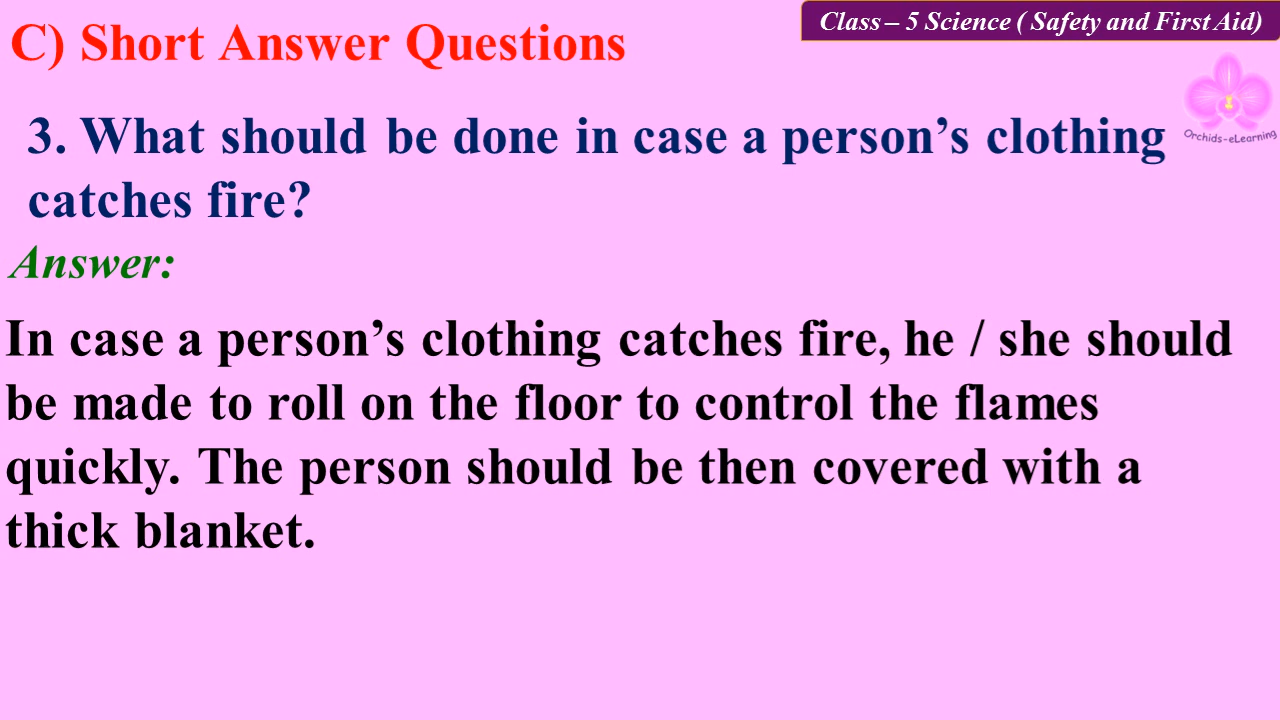 C) Short Answer Questions
Class – 5 Science ( Safety and First Aid)
Orchids-eLearning
3. What should be done in case a person’s clothing
catches fire?
Answer:
In case a person’s clothing catches fire, he / she should
be made to roll on the floor to control the flames
quickly. The person should be then covered with a
thick blanket.